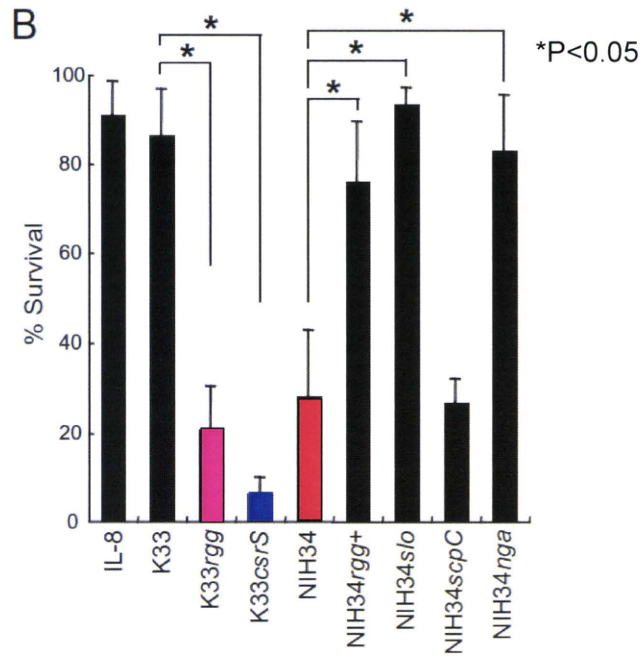 B
*P<0.05
*
*
*
*
*
% Survival
100
80
60
40
20
0
IL-8
K33
K33rgg
K33csrS
NIH34
NIH34rgg+
NIH34slo
NIH34scpC
NIH34nga